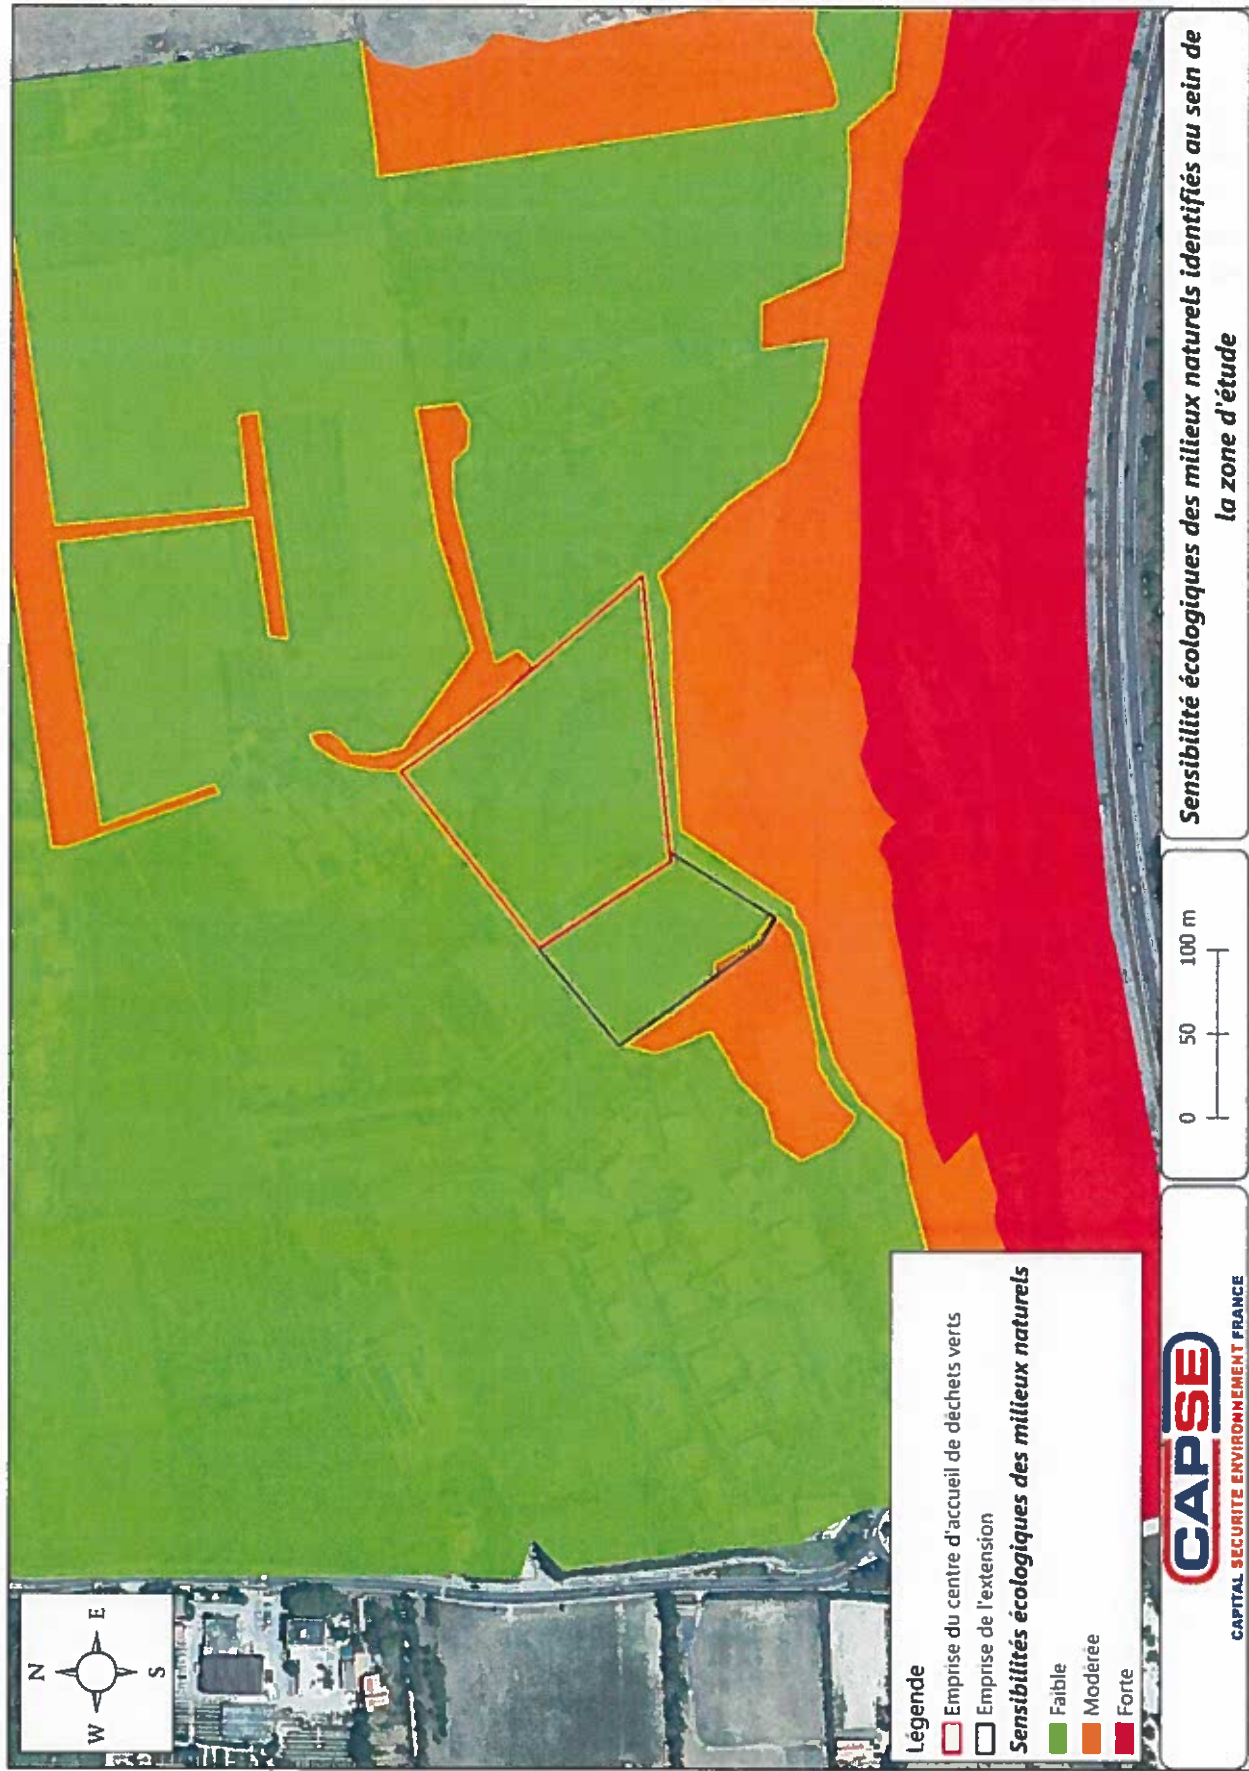 N
W
E
S
Légende
Emprise du centre d'accueil de déchets verts
Emprise de l'extension
Sensibilités écologiques des milieux naturels
Faible
Modérée
Forte
CAPSE
CAPITAL SECURITE ENVIRONNEMENT FRANCE
0 50 100 m
Sensibilité écologiques des milieux naturels identifiés au sein de
la zone d'étude